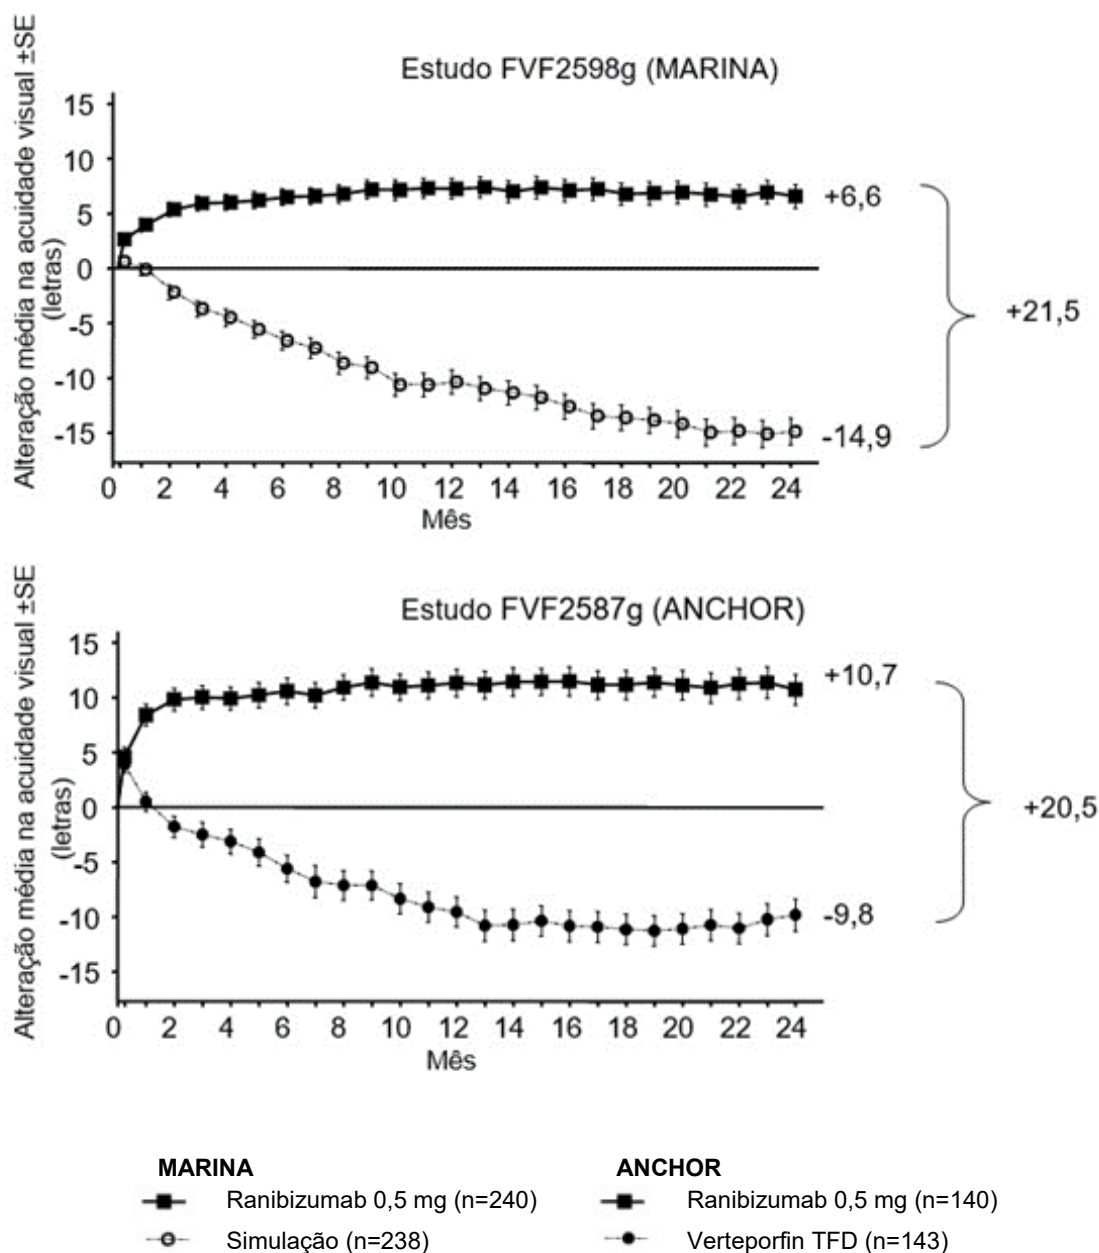 Estudo FVF2598g (MARINA)
Alteração média na acuidade visual ±SE
(letras)
15
10
5
0
-5
-10
-15
+6,6
-14,9
+21,5
0 2 4 6 8 10 12 14 16 18 20 22 24
Mês
Estudo FVF2587g (ANCHOR)
Alteração média na acuidade visual ±SE
(letras)
15
10
5
0
-5
-10
-15
+10,7
-9,8
+20,5
0 2 4 6 8 10 12 14 16 18 20 22 24
Mês
MARINA
Ranibizumab 0,5 mg (n=240)
Simulação (n=238)
ANCHOR
Ranibizumab 0,5 mg (n=140)
Verteporfin TFD (n=143)